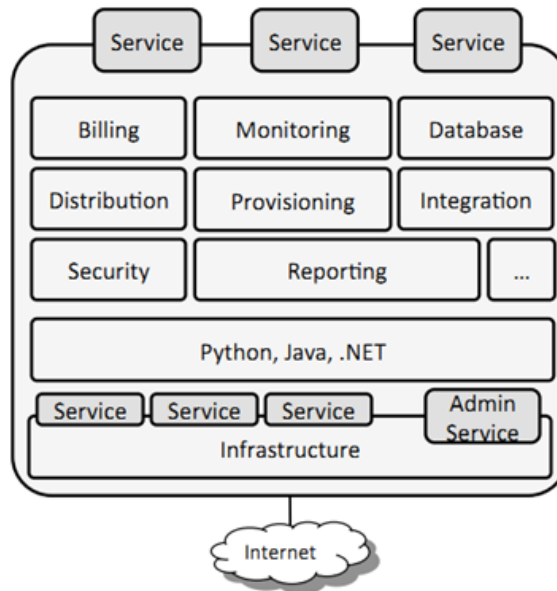 Service Service Service
Billing Monitoring Database
Distribution Provisioning Integration
Security Reporting ...
Python, Java, .NET
Service Service Service Admin
Service
Infrastructure
Internet